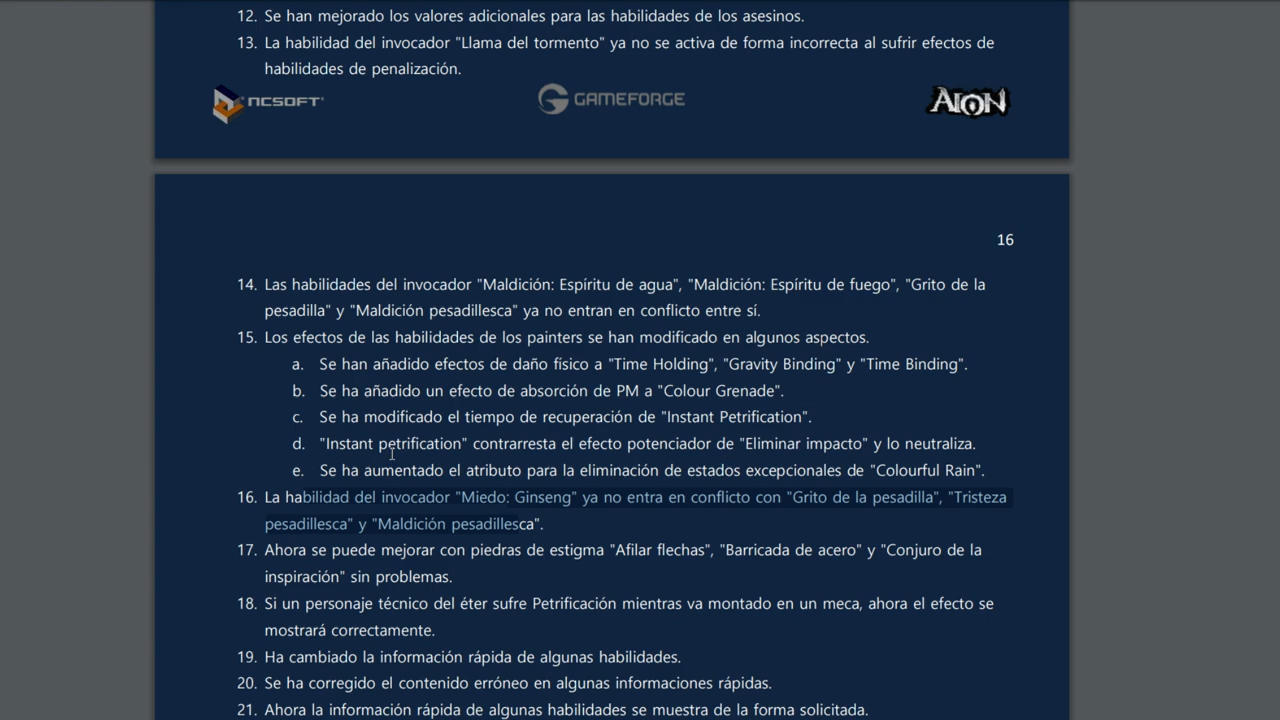 12. Se han mejorado los valores adicionales para las habilidades de los asesinos.
13. La habilidad del invocador "Llama del tormento" ya no se activa de forma incorrecta al sufrir efectos de
habilidades de penalización.
NCSOFT GAMEFORGE AION
16
14. Las habilidades del invocador "Maldición: Espíritu de agua", "Maldición: Espíritu de fuego", "Grito de la
pesadilla" y "Maldición pesadillesca" ya no entran en conflicto entre sí.
15. Los efectos de las habilidades de los painters se han modificado en algunos aspectos.
a. Se han añadido efectos de daño físico a "Time Holding", "Gravity Binding" y "Time Binding".
b. Se ha añadido un efecto de absorción de PM a "Colour Grenade".
c. Se ha modificado el tiempo de recuperación de "Instant Petrification".
d. "Instant petrification" contrarresta el efecto potenciador de "Eliminar impacto" y lo neutraliza.
e. Se ha aumentado el atributo para la eliminación de estados excepcionales de "Colourful Rain".
16. La habilidad del invocador "Miedo: Ginseng" ya no entra en conflicto con "Grito de la pesadilla", "Tristeza
pesadillesca" y "Maldición pesadillesca".
17. Ahora se puede mejorar con piedras de estigma "Afilar flechas", "Barricada de acero" y "Conjuro de la
inspiración" sin problemas.
18. Si un personaje técnico del éter sufre Petrificación mientras va montado en un meca, ahora el efecto se
mostrará correctamente.
19. Ha cambiado la información rápida de algunas habilidades.
20. Se ha corregido el contenido erróneo en algunas informaciones rápidas.
21. Ahora la información rápida de algunas habilidades se muestra de la forma solicitada.